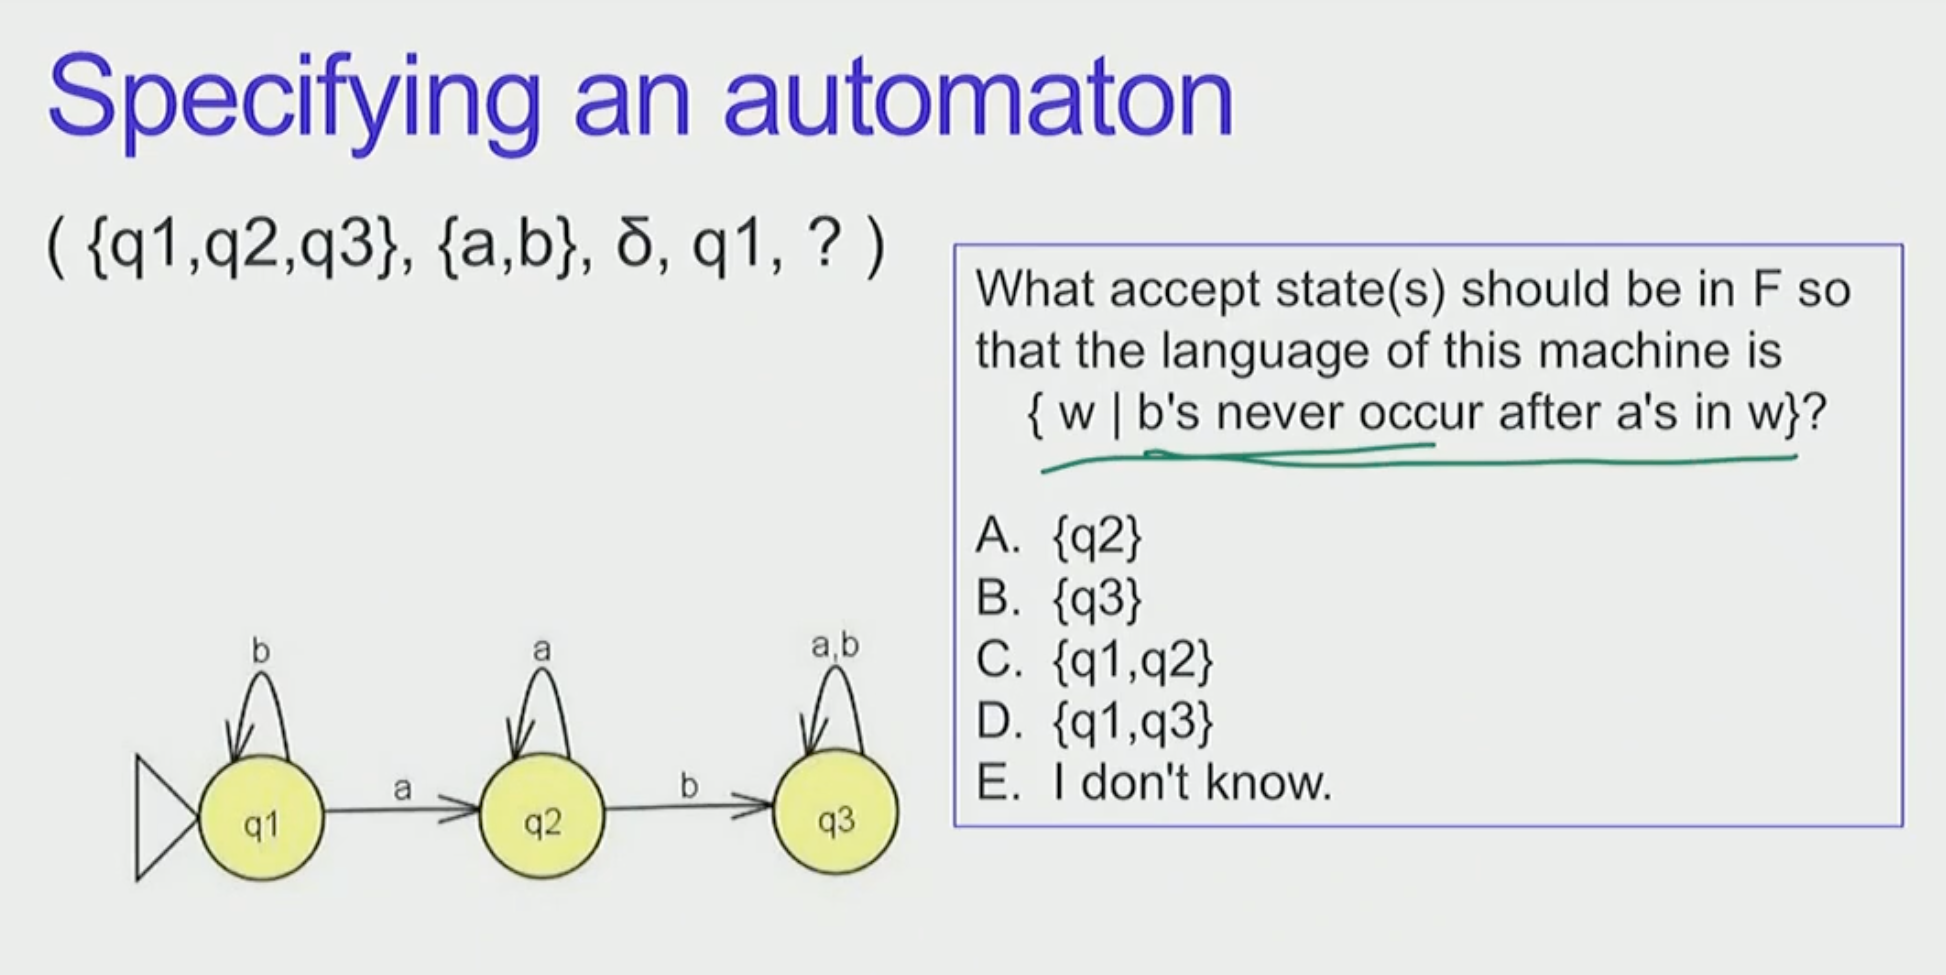 Specifying an automaton
( {q1,q2,q3}, {a,b}, δ, q1, ? )
What accept state(s) should be in F so
that the language of this machine is
{ w | b's never occur after a's in w}?
A. {q2}
B. {q3}
C. {q1,q2}
D. {q1,q3}
E. I don't know.
b
a
a,b
a
b
q1
q2
q3